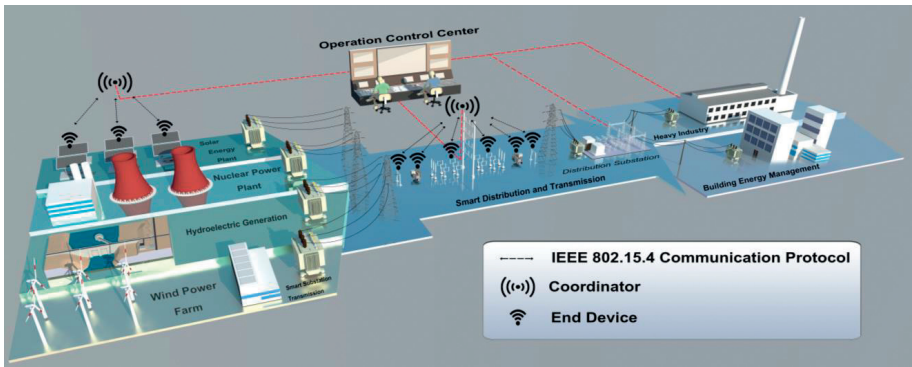 Operation Control Center
Solar
Energy
Plant
Nuclear Power
Plant
Hydroelectric Generation
Wind Power
Farm
Smart Substation
Transmission
Smart Distribution and Transmission
Distribution Substation
Heavy Industry
Building Energy Management
IEEE 802.15.4 Communication Protocol
Coordinator
End Device